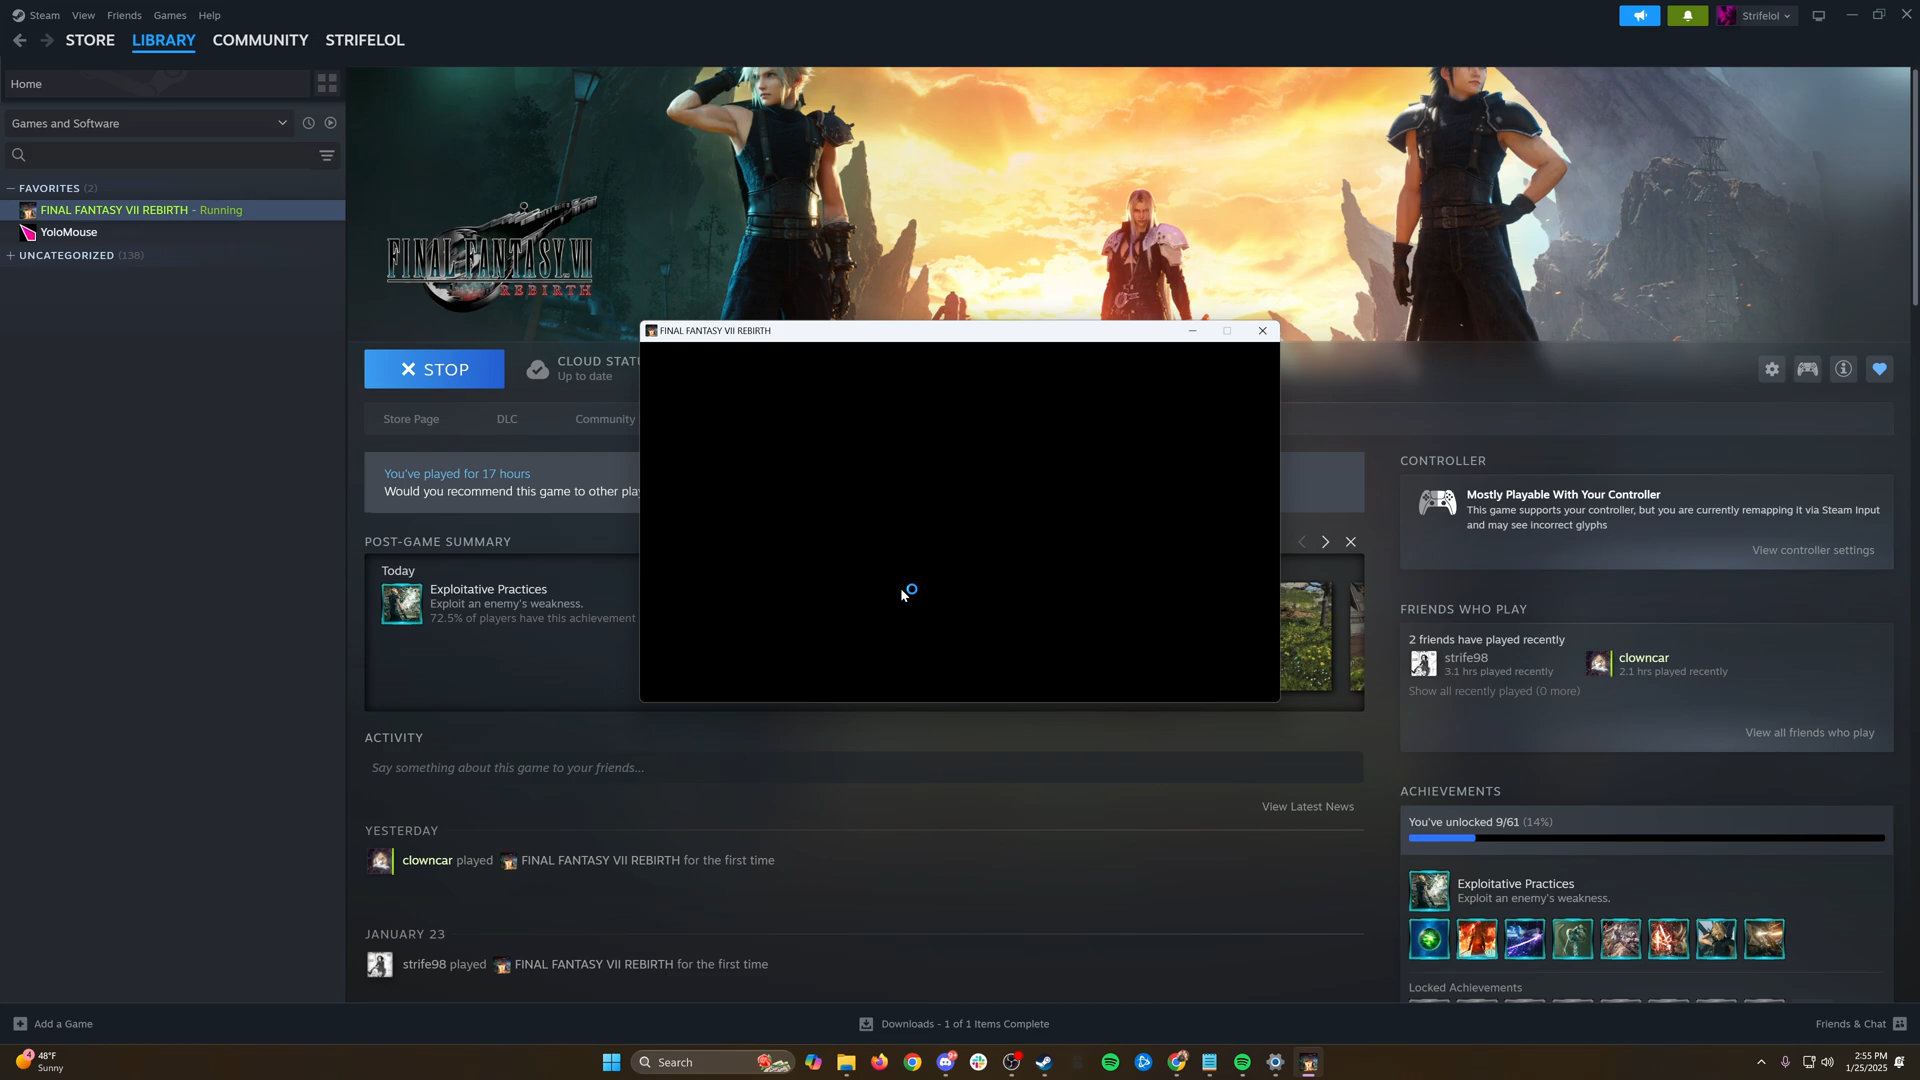 Steam View Friends Games Help
Strifelol
STORE LIBRARY COMMUNITY STRIFELOL
Home
Games and Software
FAVORITES (2)
FINAL FANTASY VII REBIRTH - Running
YoloMouse
UNCATEGORIZED (138)
FINAL FANTASY VII
REBIRTH
FINAL FANTASY VII REBIRTH
STOP
CLOUD STATU
Up to date
Store Page DLC Community
You've played for 17 hours
Would you recommend this game to other play
POST-GAME SUMMARY
Today
Exploitative Practices
Exploit an enemy's weakness.
72.5% of players have this achievement
ACTIVITY
Say something about this game to your friends...
View Latest News
YESTERDAY
clowncar played FINAL FANTASY VII REBIRTH for the first time
JANUARY 23
strife98 played FINAL FANTASY VII REBIRTH for the first time
CONTROLLER
Mostly Playable With Your Controller
This game supports your controller, but you are currently remapping it via Steam Input
and may see incorrect glyphs
View controller settings
FRIENDS WHO PLAY
2 friends have played recently
strife98
3.1 hrs played recently
clowncar
2.1 hrs played recently
Show all recently played (0 more)
View all friends who play
ACHIEVEMENTS
You've unlocked 9/61 (14%)
Exploitative Practices
Exploit an enemy's weakness.
Locked Achievements
Add a Game
Downloads - 1 of 1 Items Complete
Friends & Chat
4
48°F
Sunny
Search
2:55 PM
1/25/2025